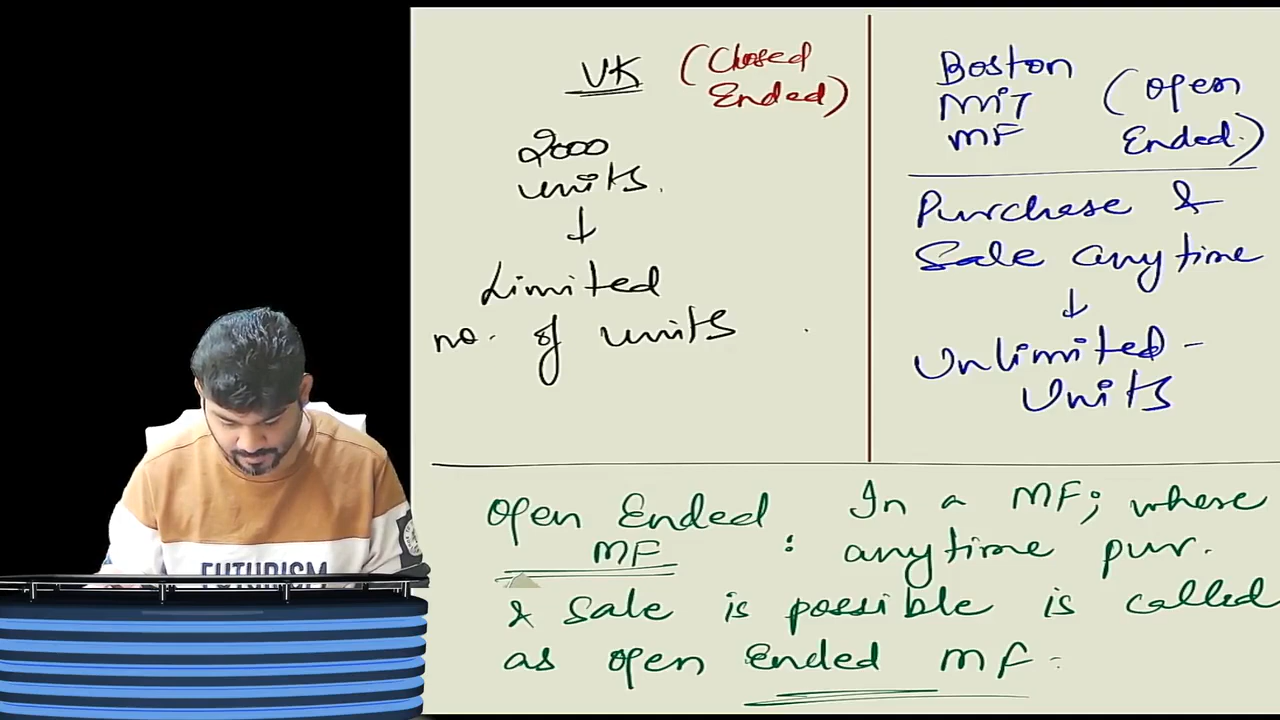 UK (Closed
Ended)
2000
units.
↓
Limited
no. of units
Boston
MIT
MF
(Open
Ended.)
Purchase &
Sale anytime
↓
Unlimited -
Units
Open Ended
MF
: In a MF; where
anytime pur.
& sale is possible is called
as open Ended MF.
FUTURISM